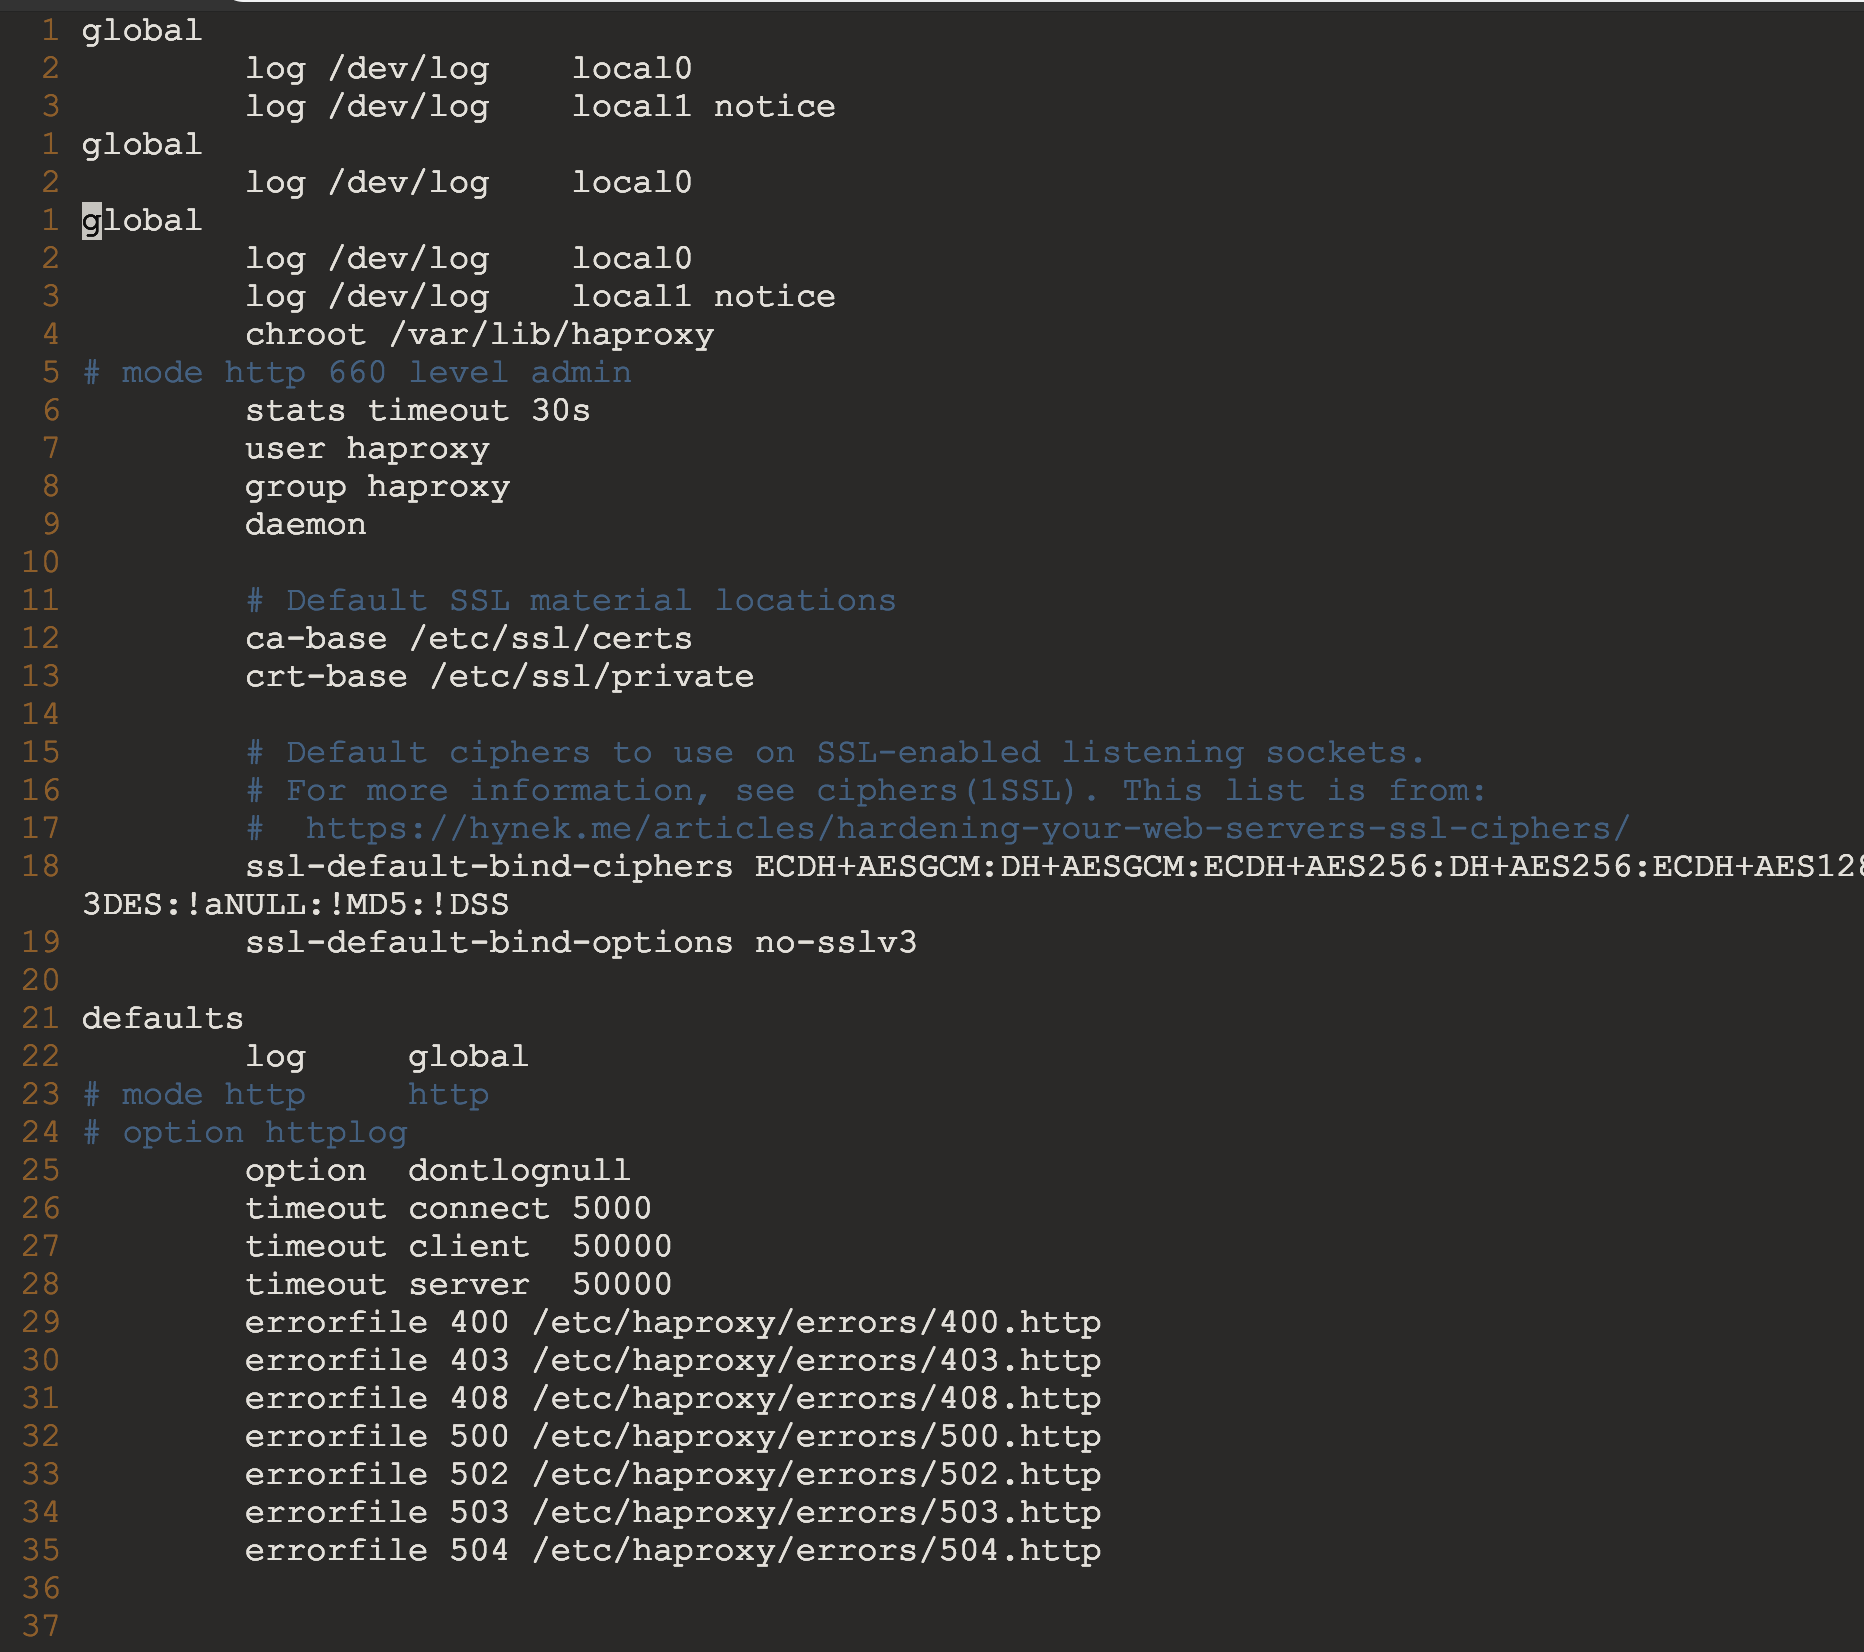 1 global
2         log /dev/log    local0
3         log /dev/log    local1 notice
1 global
2         log /dev/log    local0
1 global
2         log /dev/log    local0
3         log /dev/log    local1 notice
4         chroot /var/lib/haproxy
5 # mode http 660 level admin
6         stats timeout 30s
7         user haproxy
8         group haproxy
9         daemon
10
11         # Default SSL material locations
12         ca-base /etc/ssl/certs
13         crt-base /etc/ssl/private
14
15         # Default ciphers to use on SSL-enabled listening sockets.
16         # For more information, see ciphers(1SSL). This list is from:
17         #  https://hynek.me/articles/hardening-your-web-servers-ssl-ciphers/
18         ssl-default-bind-ciphers ECDH+AESGCM:DH+AESGCM:ECDH+AES256:DH+AES256:ECDH+AES128
3DES:!aNULL:!MD5:!DSS
19         ssl-default-bind-options no-sslv3
20
21 defaults
22         log     global
23 # mode http     http
24 # option httplog
25         option  dontlognull
26         timeout connect 5000
27         timeout client  50000
28         timeout server  50000
29         errorfile 400 /etc/haproxy/errors/400.http
30         errorfile 403 /etc/haproxy/errors/403.http
31         errorfile 408 /etc/haproxy/errors/408.http
32         errorfile 500 /etc/haproxy/errors/500.http
33         errorfile 502 /etc/haproxy/errors/502.http
34         errorfile 503 /etc/haproxy/errors/503.http
35         errorfile 504 /etc/haproxy/errors/504.http
36
37